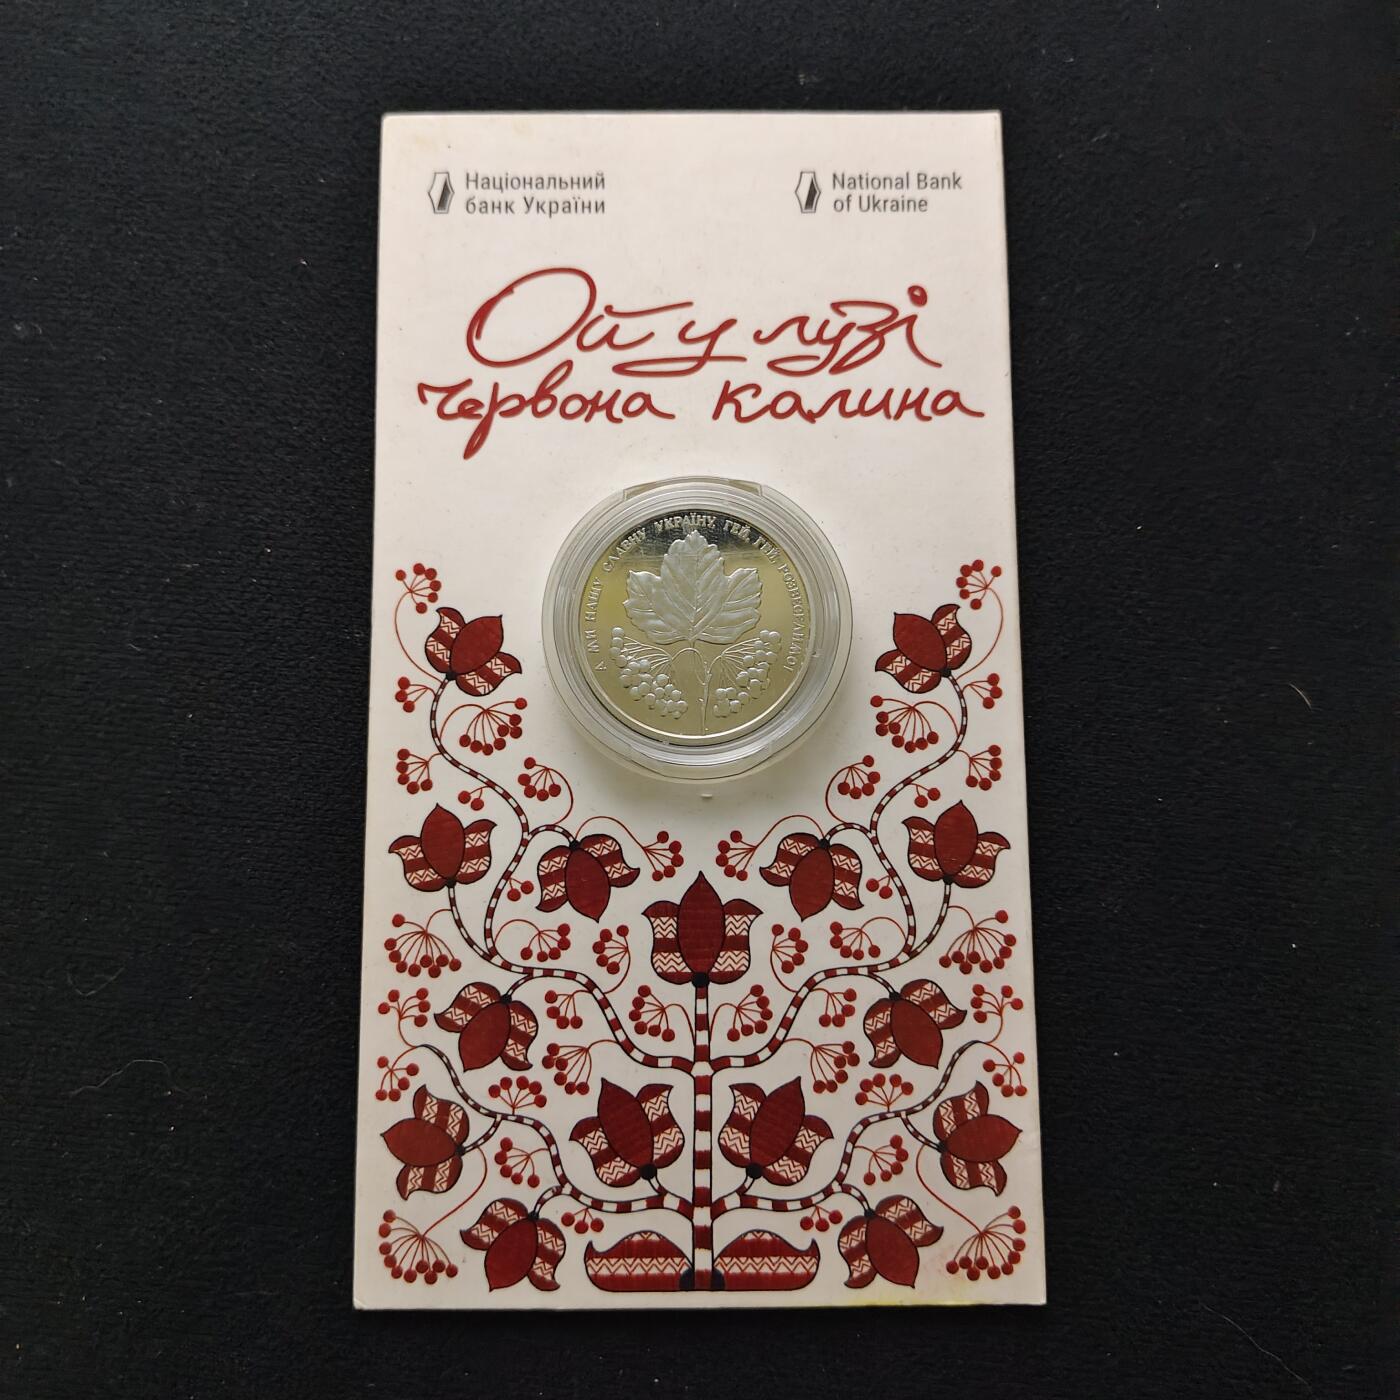 Національний
банк України
National Bank
of Ukraine
Ой у лузі
червона калина
А МИ НАШУ СЛАВНУ УКРАЇНУ, ГЕЙ, ГЕЙ, РОЗВЕСЕЛИМО!